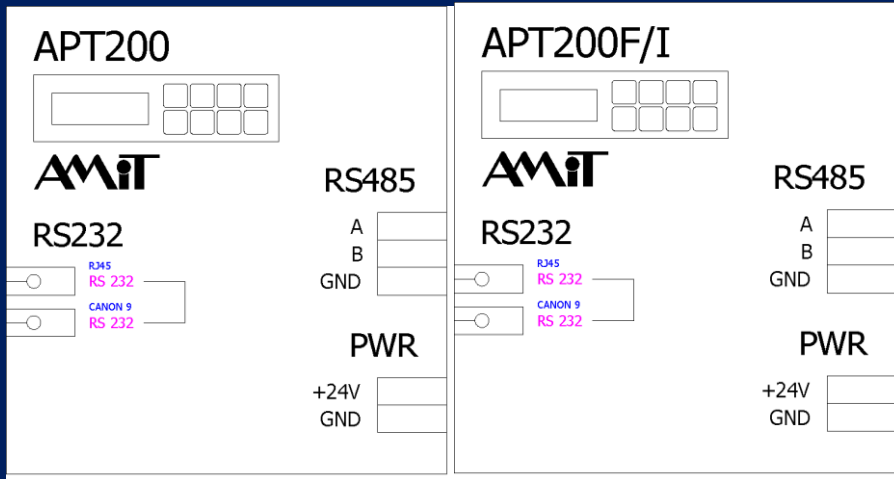 APT200
AMiT
RS485
A
B
GND
RS232
RJ45
RS 232
CANON 9
RS 232
PWR
+24V
GND
APT200F/I
AMiT
RS485
A
B
GND
RS232
RJ45
RS 232
CANON 9
RS 232
PWR
+24V
GND